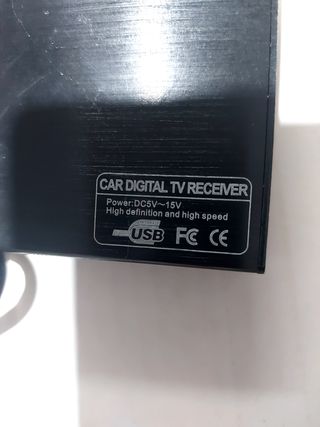 CAR DIGITAL TV RECEIVER
Power:DC5V～15V
High definition and high speed
USB FC CE